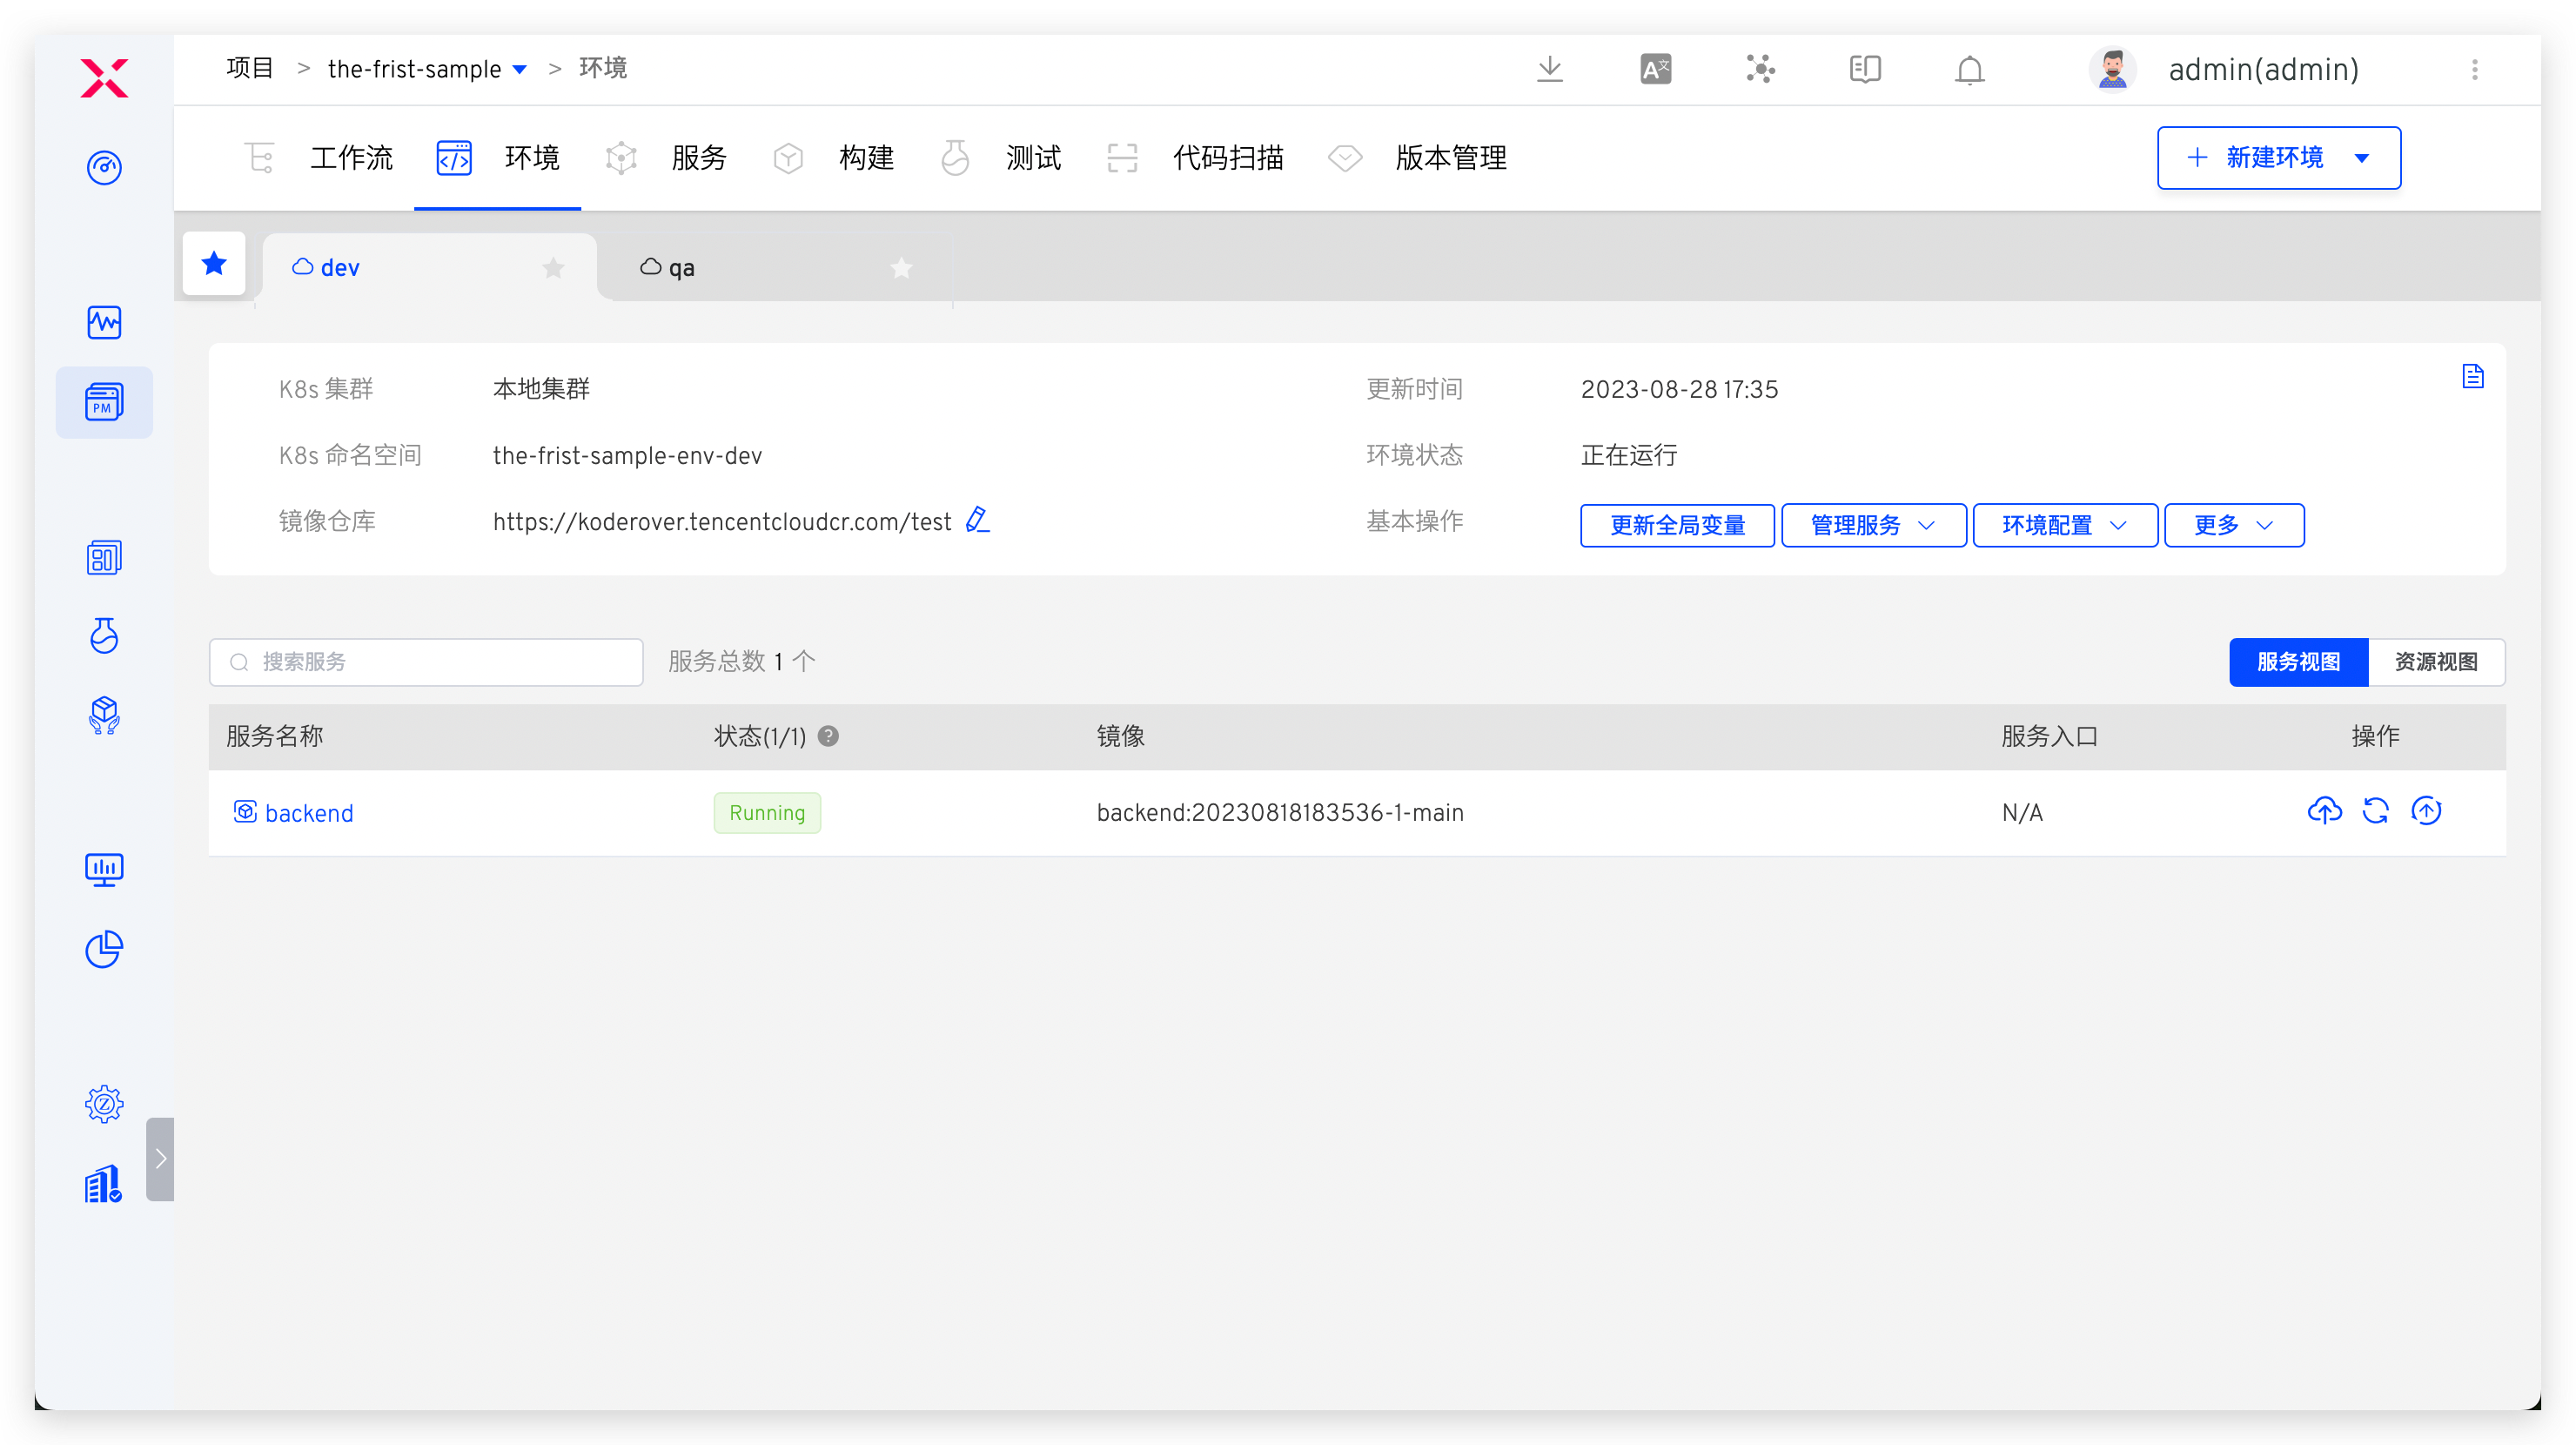 项目 > the-frist-sample > 环境
admin(admin)
工作流 环境 服务 构建 测试 代码扫描 版本管理 + 新建环境
dev qa
K8s 集群 本地集群 更新时间 2023-08-28 17:35
K8s 命名空间 the-frist-sample-env-dev 环境状态 正在运行
镜像仓库 https://koderover.tencentcloudcr.com/test 基本操作 更新全局变量 管理服务 环境配置 更多
搜索服务 服务总数 1 个 服务视图 资源视图
服务名称 状态(1/1) ? 镜像 服务入口 操作
backend Running backend:20230818183536-1-main N/A
PM